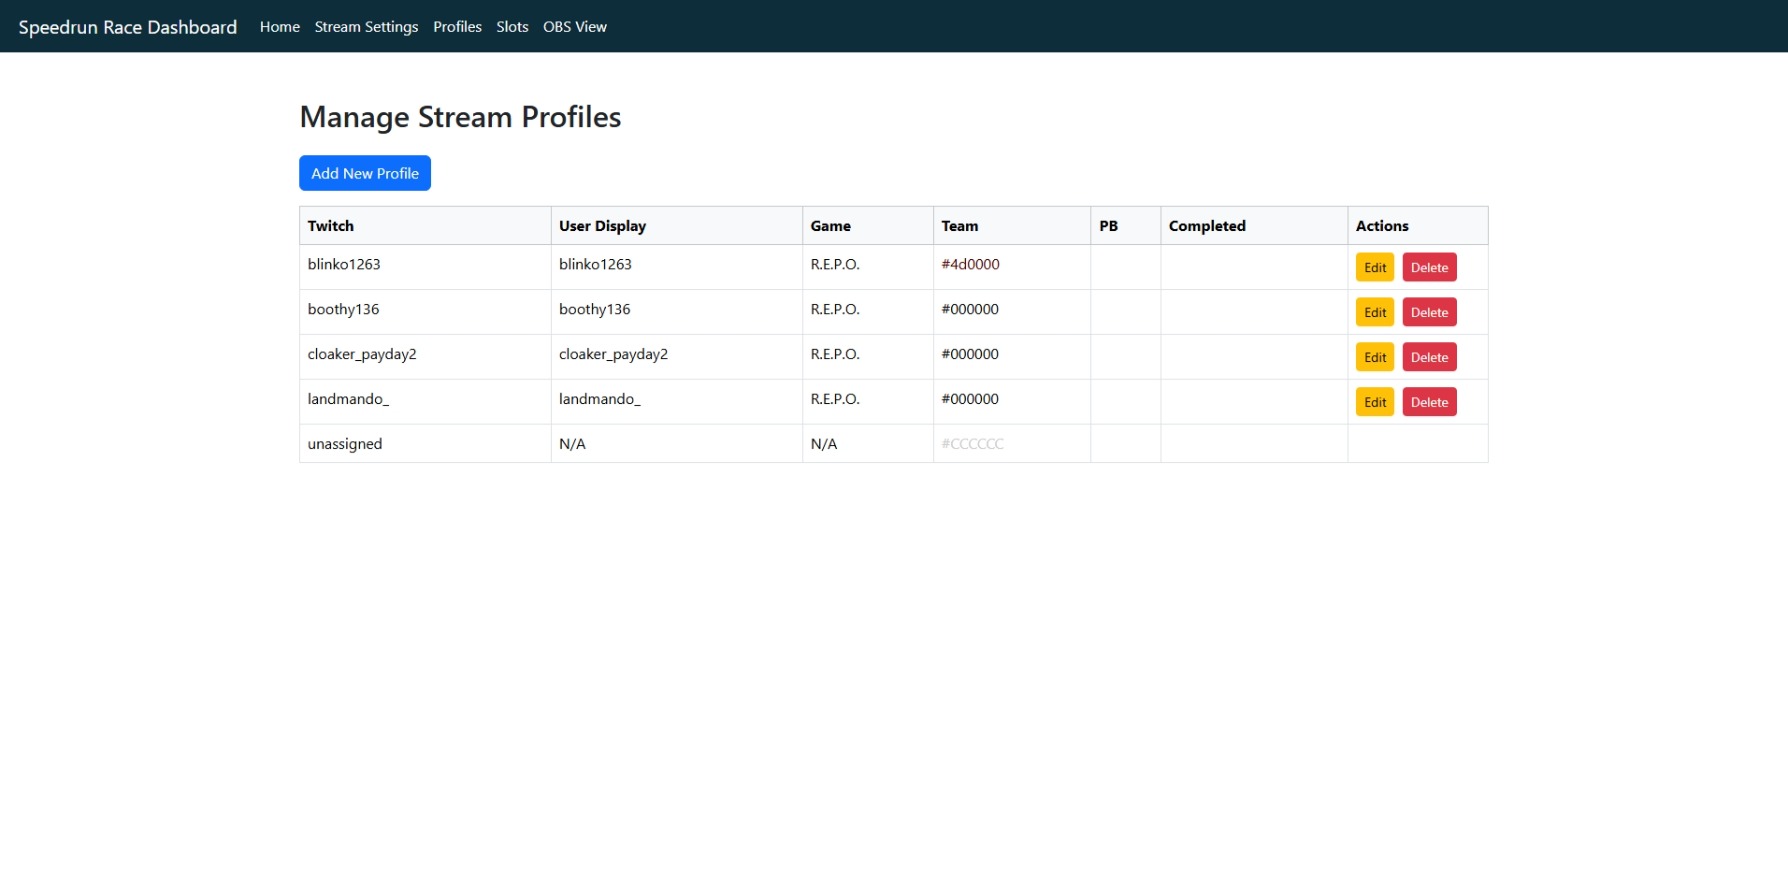 Speedrun Race Dashboard Home Stream Settings Profiles Slots OBS View
Manage Stream Profiles
Add New Profile
Twitch User Display Game Team PB Completed Actions
blinko1263 blinko1263 R.E.P.O. #4d0000 Edit Delete
boothy136 boothy136 R.E.P.O. #000000 Edit Delete
cloaker_payday2 cloaker_payday2 R.E.P.O. #000000 Edit Delete
landmando_ landmando_ R.E.P.O. #000000 Edit Delete
unassigned N/A N/A #CCCCCC